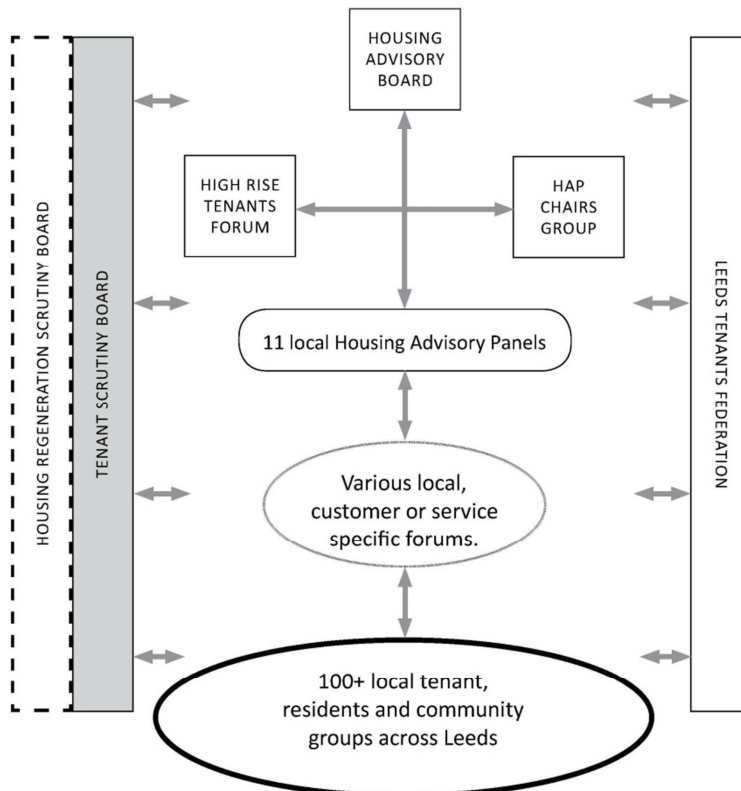 HOUSING
ADVISORY
BOARD
HIGH RISE
TENANTS
FORUM
HAP
CHAIRS
GROUP
HOUSING REGENERATION SCRUTINY BOARD
TENANT SCRUTINY BOARD
LEEDS TENANTS FEDERATION
11 local Housing Advisory Panels
Various local,
customer or service
specific forums.
100+ local tenant,
residents and community
groups across Leeds